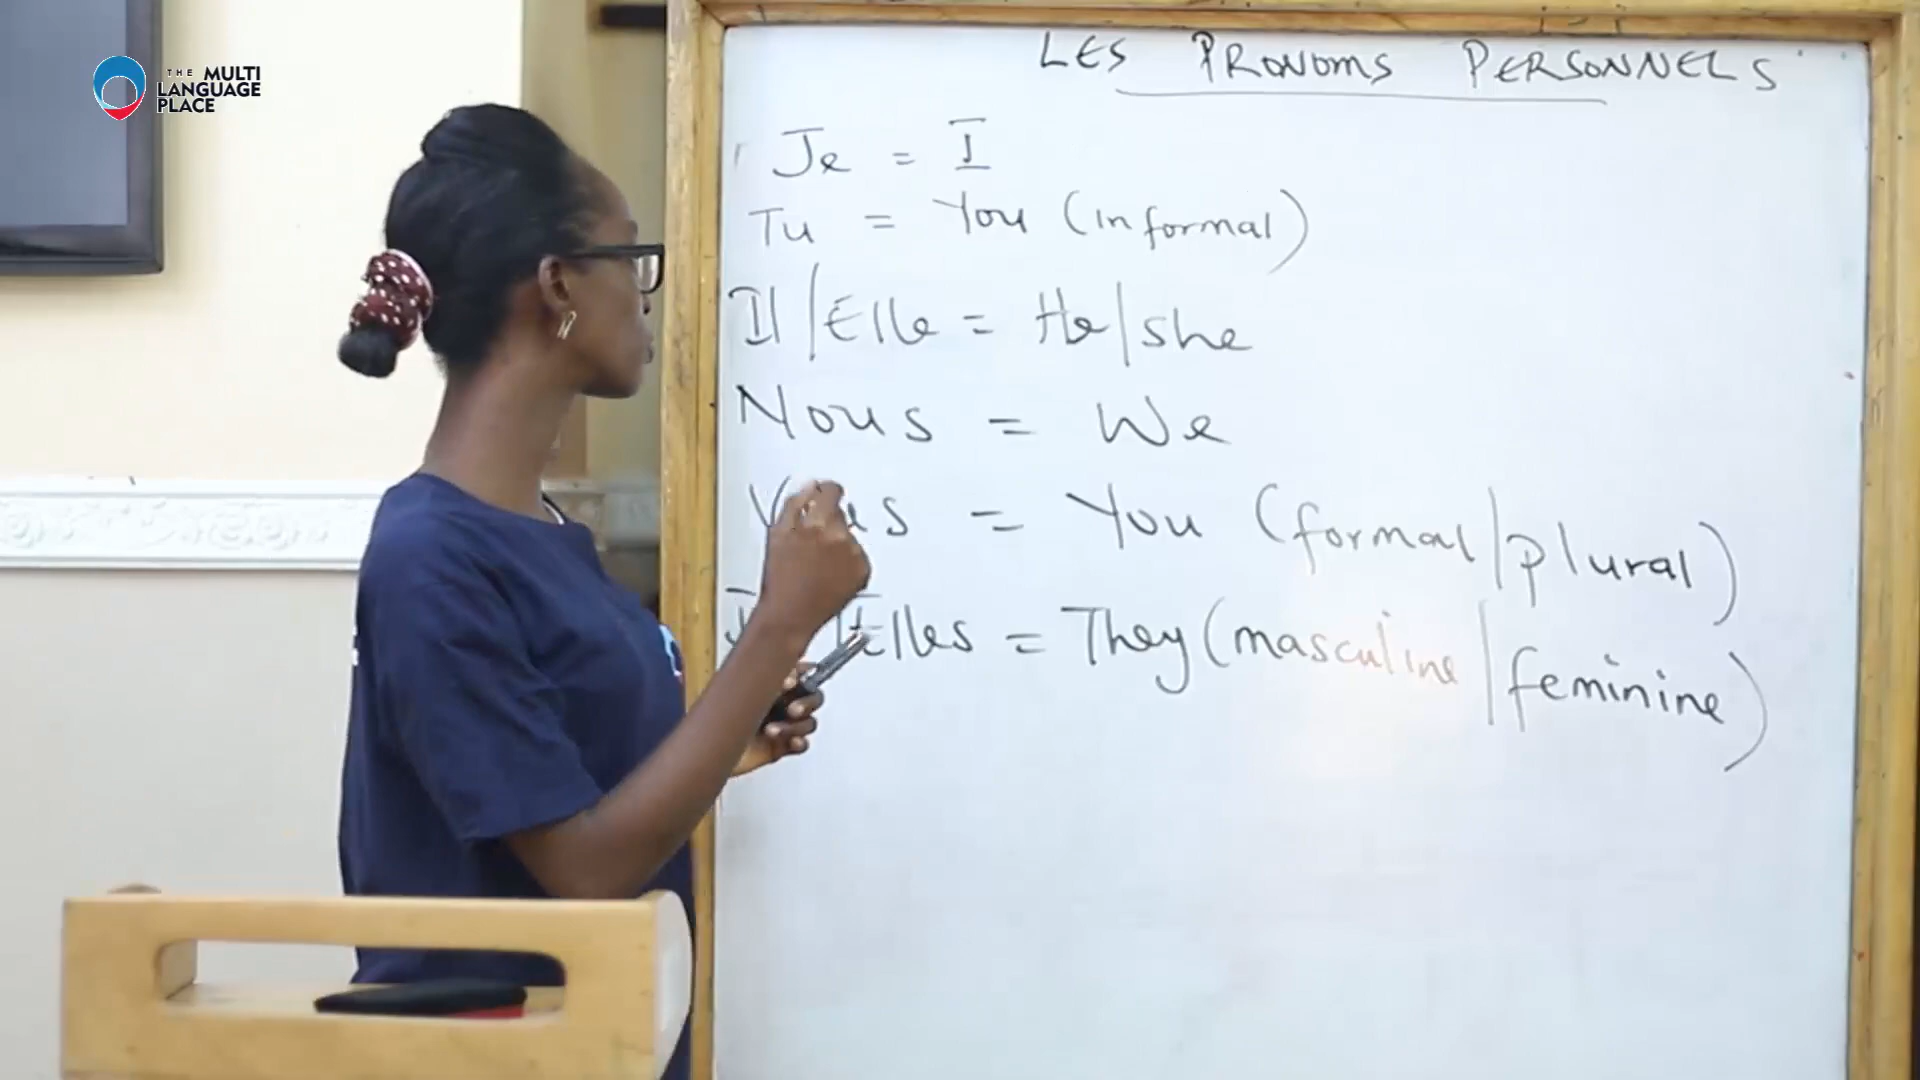 THE MULTI
LANGUAGE
PLACE
LES PRONOMS PERSONNELS
Je = I
Tu = You (informal)
Il/Elle = He/she
Nous = We
= You (formal/plural)
Elles = They (masculine/feminine)